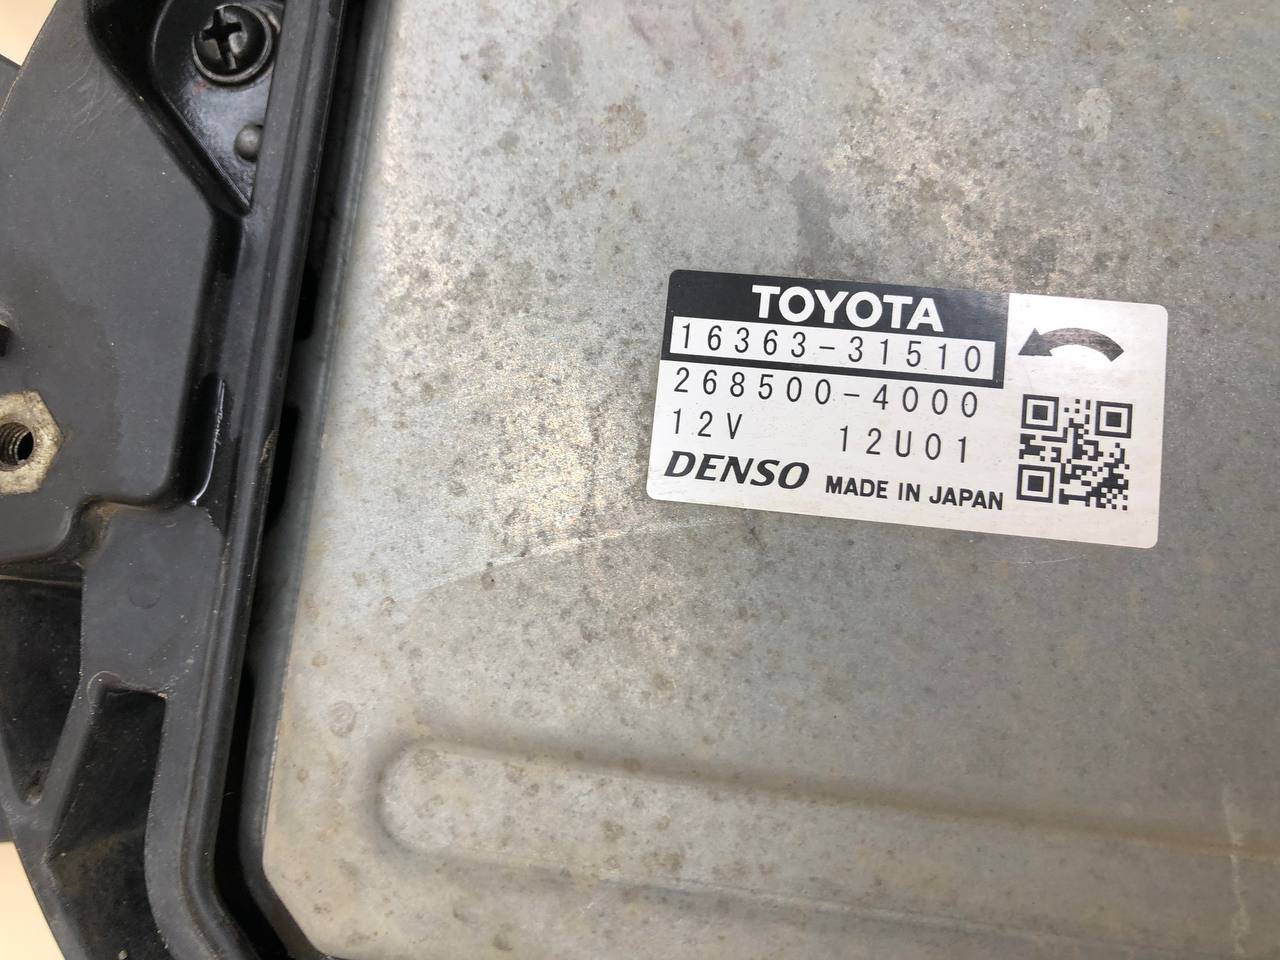 TOYOTA
16363-31510
268500-4000
12V 12U01
DENSO MADE IN JAPAN